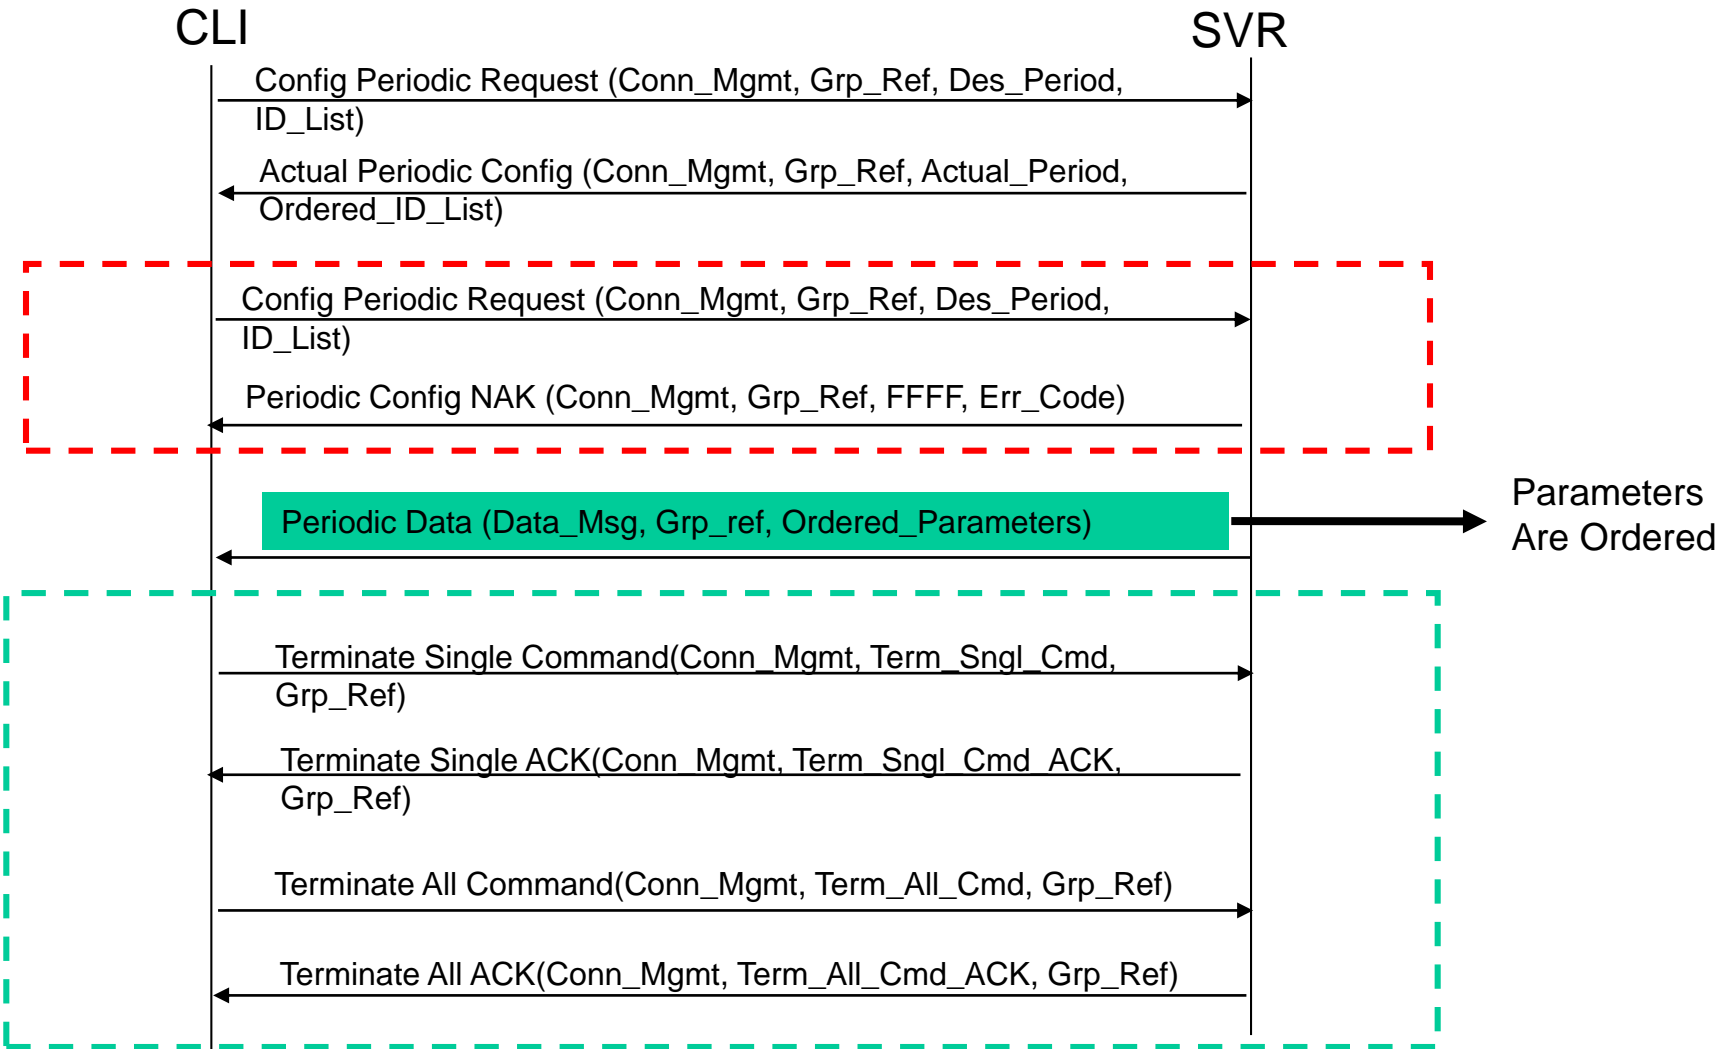 CLI
SVR
Config Periodic Request (Conn_Mgmt, Grp_Ref, Des_Period,
ID_List)
Actual Periodic Config (Conn_Mgmt, Grp_Ref, Actual_Period,
Ordered_ID_List)
Config Periodic Request (Conn_Mgmt, Grp_Ref, Des_Period,
ID_List)
Periodic Config NAK (Conn_Mgmt, Grp_Ref, FFFF, Err_Code)
Periodic Data (Data_Msg, Grp_ref, Ordered_Parameters)
Parameters
Are Ordered
Terminate Single Command(Conn_Mgmt, Term_Sngl_Cmd,
Grp_Ref)
Terminate Single ACK(Conn_Mgmt, Term_Sngl_Cmd_ACK,
Grp_Ref)
Terminate All Command(Conn_Mgmt, Term_All_Cmd, Grp_Ref)
Terminate All ACK(Conn_Mgmt, Term_All_Cmd_ACK, Grp_Ref)